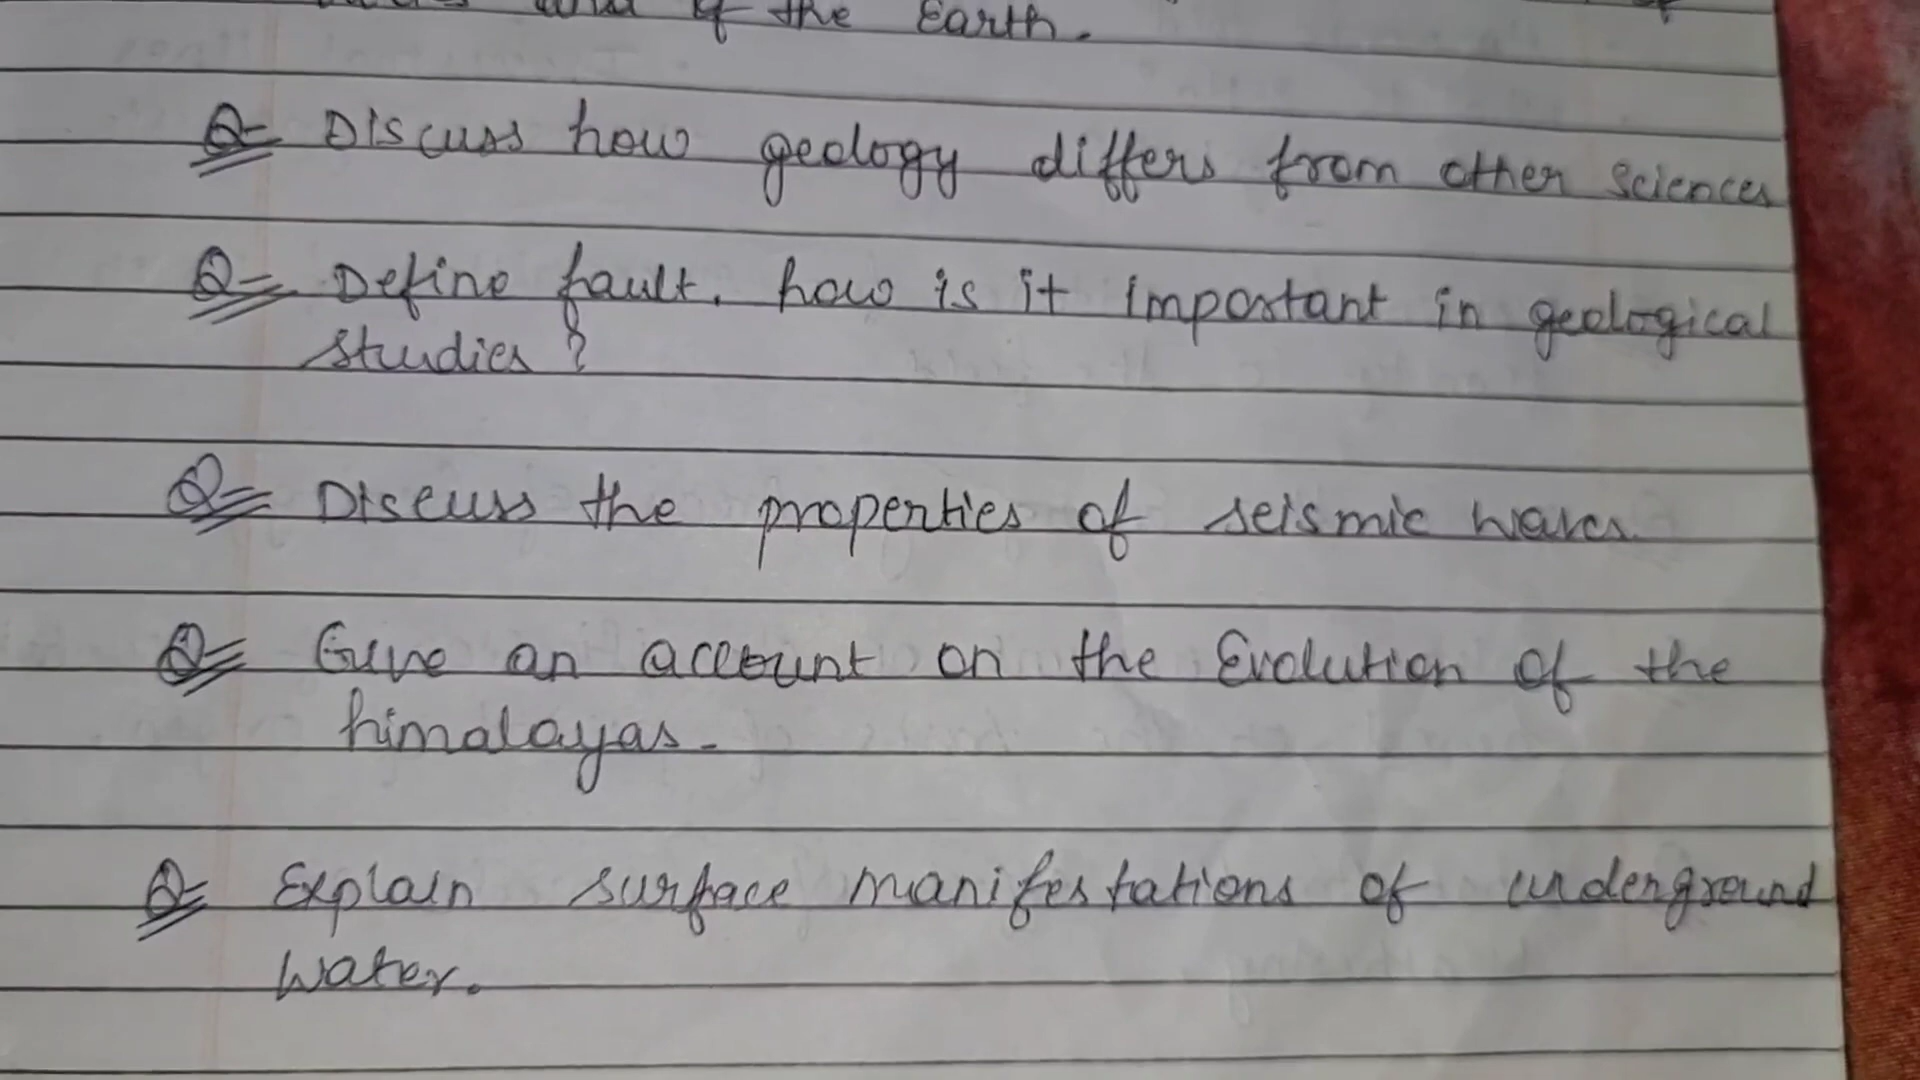 the Earth.
Q= Discuss how geology differs from other sciences
Q= Define fault. how is it important in geological
studies?
Q= Discuss the properties of seismic waves.
Q= Give an account on the Evolution of the
himalayas.
Q= Explain surface manifestations of underground
water.